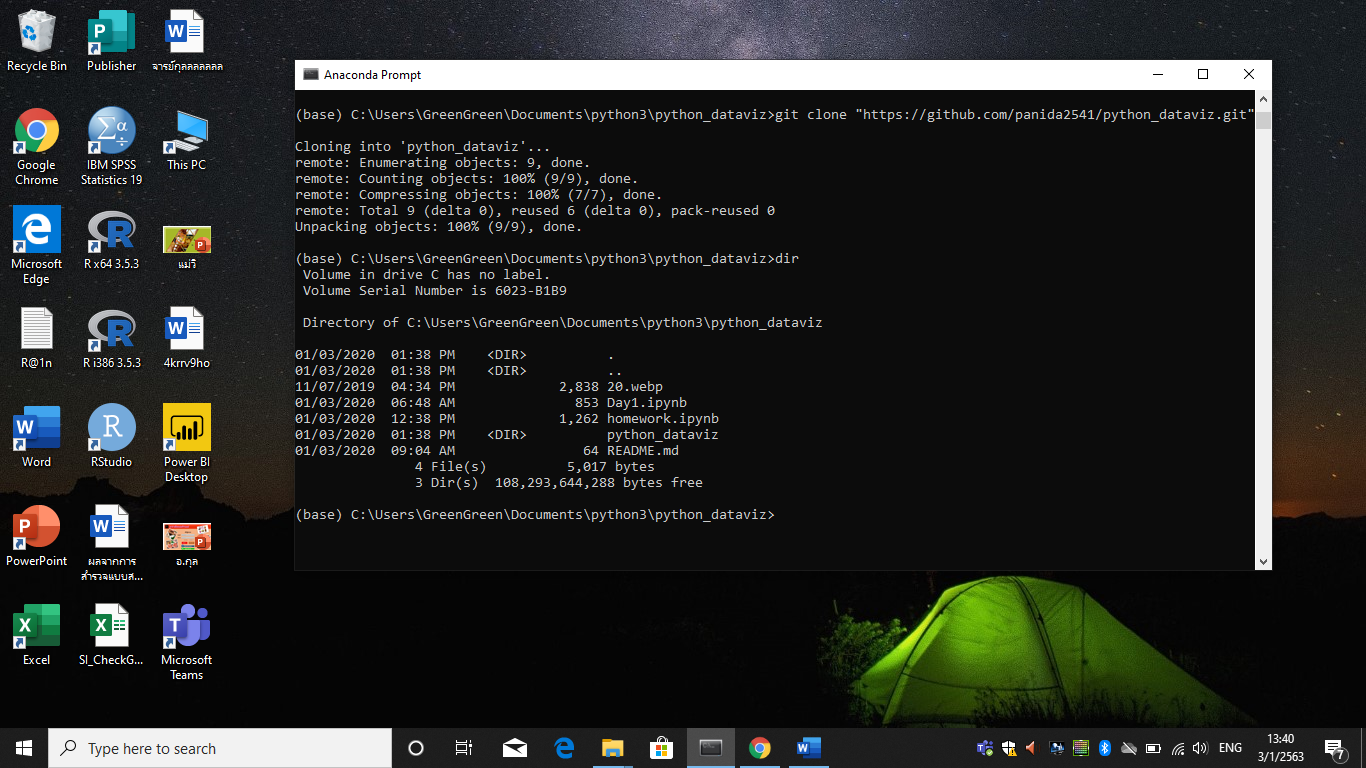 Recycle Bin
Publisher
จารย์กุลลลลลลลล
Google
Chrome
IBM SPSS
Statistics 19
This PC
Microsoft
Edge
R x64 3.5.3
แม่วิ
R@1n
R i386 3.5.3
4krrv9ho
Word
RStudio
Power BI
Desktop
PowerPoint
ผลจากการ
สำรวจแบบส...
อ.กุล
Excel
SI_CheckG...
Microsoft
Teams
Anaconda Prompt
(base) C:\Users\GreenGreen\Documents\python3\python_dataviz>git clone "https://github.com/panida2541/python_dataviz.git"
Cloning into 'python_dataviz'...
remote: Enumerating objects: 9, done.
remote: Counting objects: 100% (9/9), done.
remote: Compressing objects: 100% (7/7), done.
remote: Total 9 (delta 0), reused 6 (delta 0), pack-reused 0
Unpacking objects: 100% (9/9), done.
(base) C:\Users\GreenGreen\Documents\python3\python_dataviz>dir
Volume in drive C has no label.
Volume Serial Number is 6023-B1B9
Directory of C:\Users\GreenGreen\Documents\python3\python_dataviz
01/03/2020 01:38 PM <DIR> .
01/03/2020 01:38 PM <DIR> ..
11/07/2019 04:34 PM 2,838 20.webp
01/03/2020 06:48 AM 853 Day1.ipynb
01/03/2020 12:38 PM 1,262 homework.ipynb
01/03/2020 01:38 PM <DIR> python_dataviz
01/03/2020 09:04 AM 64 README.md
4 File(s) 5,017 bytes
3 Dir(s) 108,293,644,288 bytes free
(base) C:\Users\GreenGreen\Documents\python3\python_dataviz>
Type here to search
ENG
13:40
3/1/2563
7